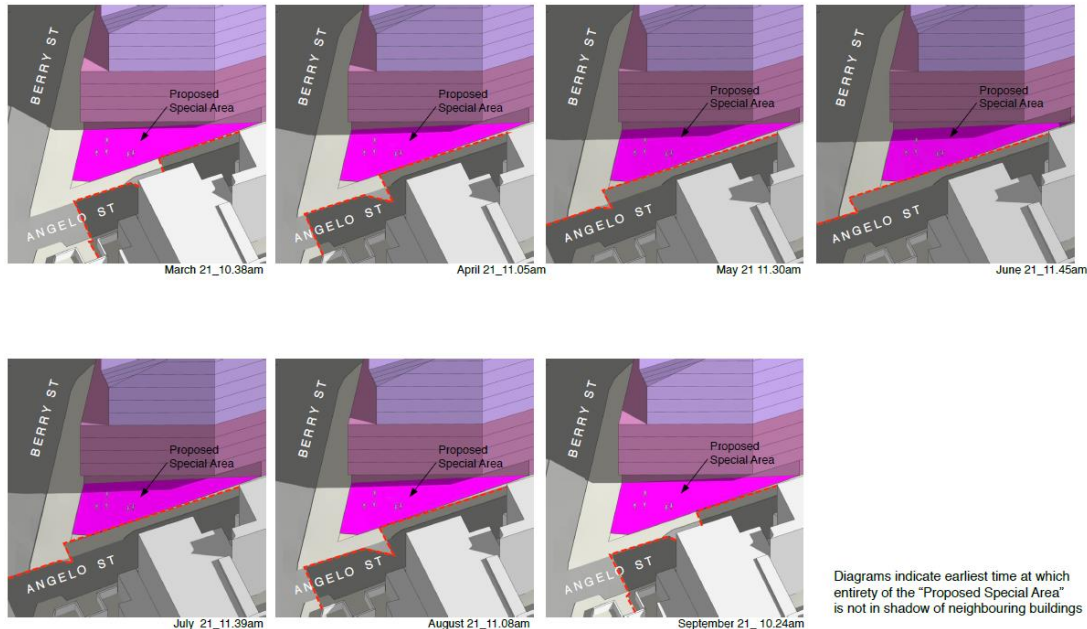 BERRY ST
Proposed
Special Area
ANGELO ST
March 21_10.38am
BERRY ST
Proposed
Special Area
ANGELO ST
April 21_11.05am
BERRY ST
Proposed
Special Area
ANGELO ST
May 21 11.30am
BERRY ST
Proposed
Special Area
ANGELO ST
June 21_11.45am
BERRY ST
Proposed
Special Area
ANGELO ST
July 21_11.39am
BERRY ST
Proposed
Special Area
ANGELO ST
August 21_11.08am
BERRY ST
Proposed
Special Area
ANGELO ST
September 21_ 10.24am
Diagrams indicate earliest time at which
entirety of the “Proposed Special Area”
is not in shadow of neighbouring buildings